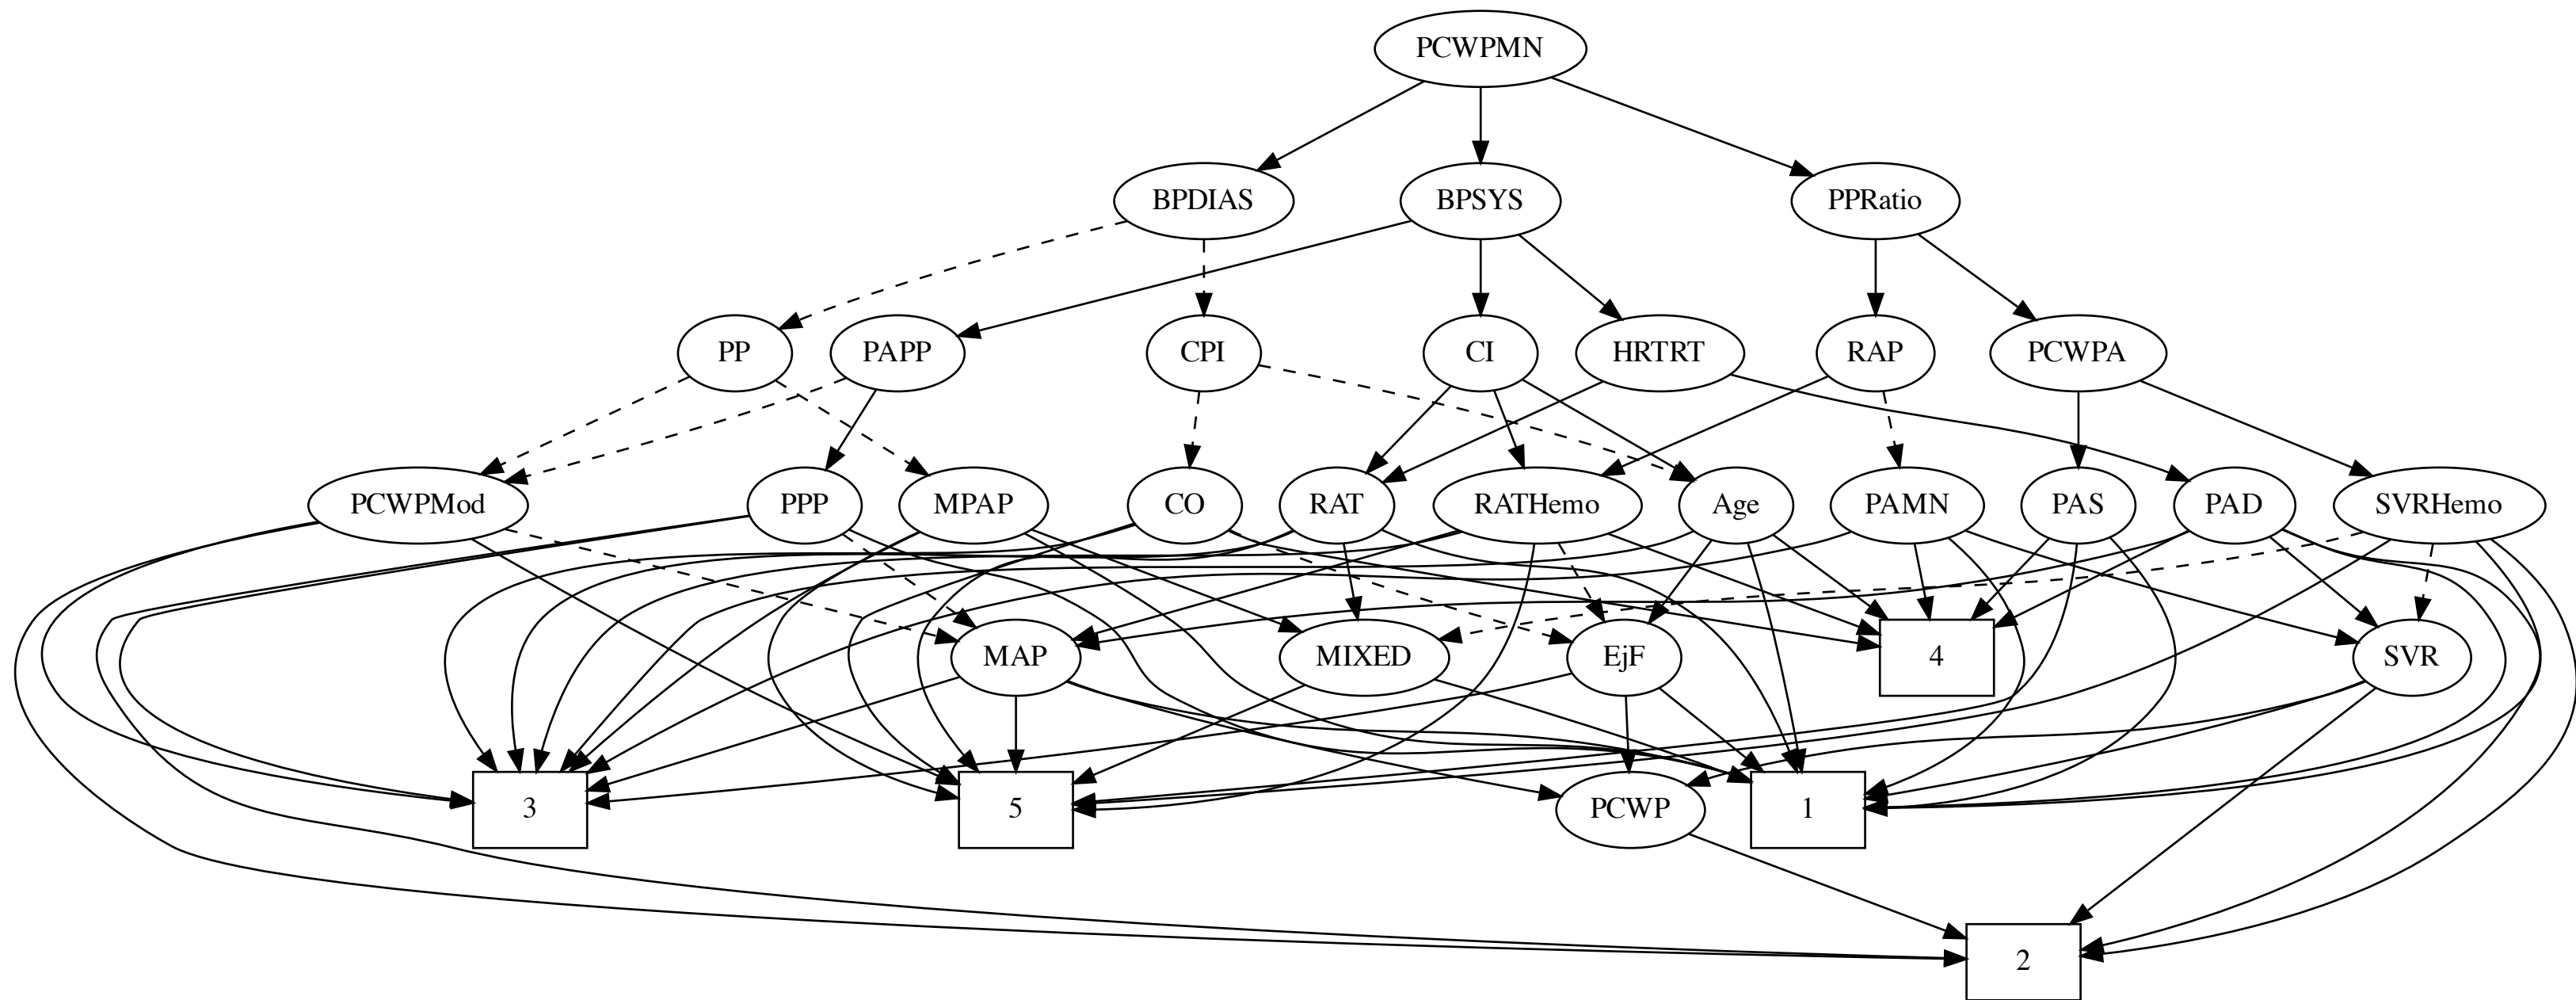 PCWPMN
BPDIAS
BPSYS
PPRatio
PP
PAPP
CPI
CI
HRTRT
RAP
PCWPA
PCWPMod
PPP
MPAP
CO
RAT
RATHemo
Age
PAMN
PAS
PAD
SVRHemo
MAP
MIXED
EjF
4
SVR
3
5
PCWP
1
2